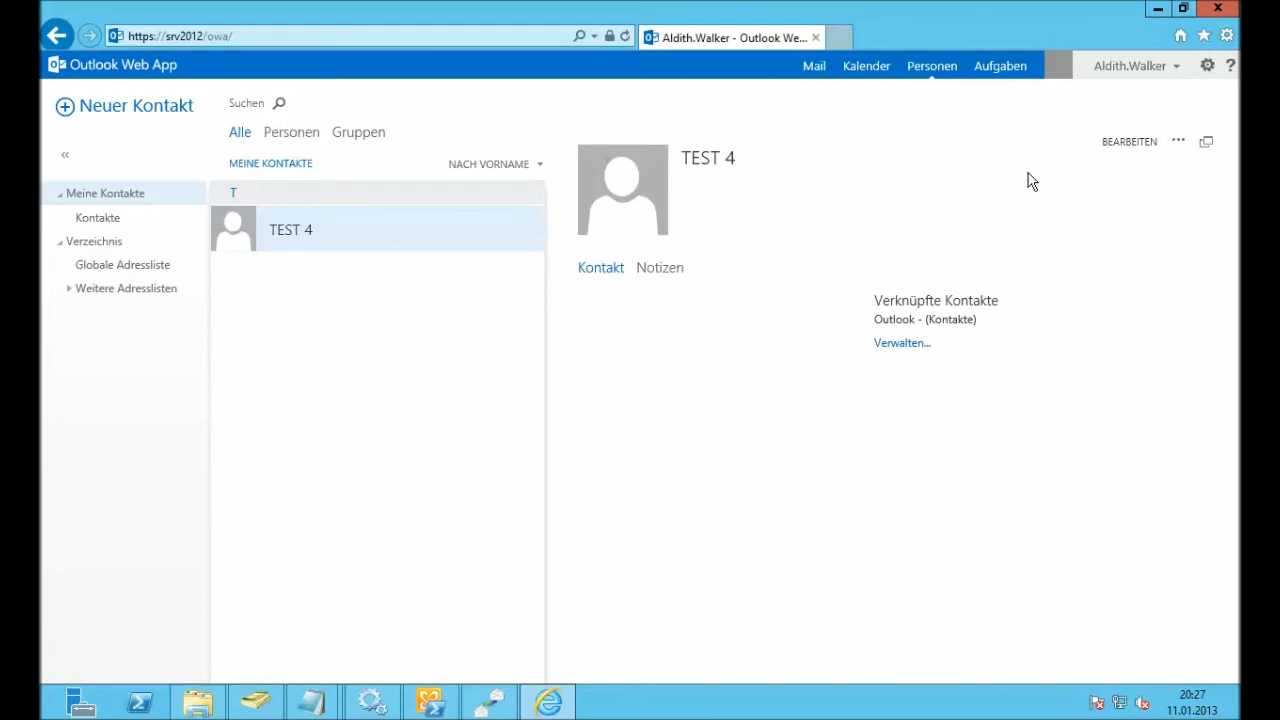 https://srv2012/owa/
Aldith.Walker - Outlook We...
Outlook Web App
Mail
Kalender
Personen
Aufgaben
Aldith.Walker
?
Neuer Kontakt
«
Meine Kontakte
Kontakte
Verzeichnis
Globale Adressliste
Weitere Adresslisten
Suchen
Alle Personen Gruppen
MEINE KONTAKTE
NACH VORNAME
T
TEST 4
TEST 4
BEARBEITEN
Kontakt Notizen
Verknüpfte Kontakte
Outlook - (Kontakte)
Verwalten...
20:27
11.01.2013